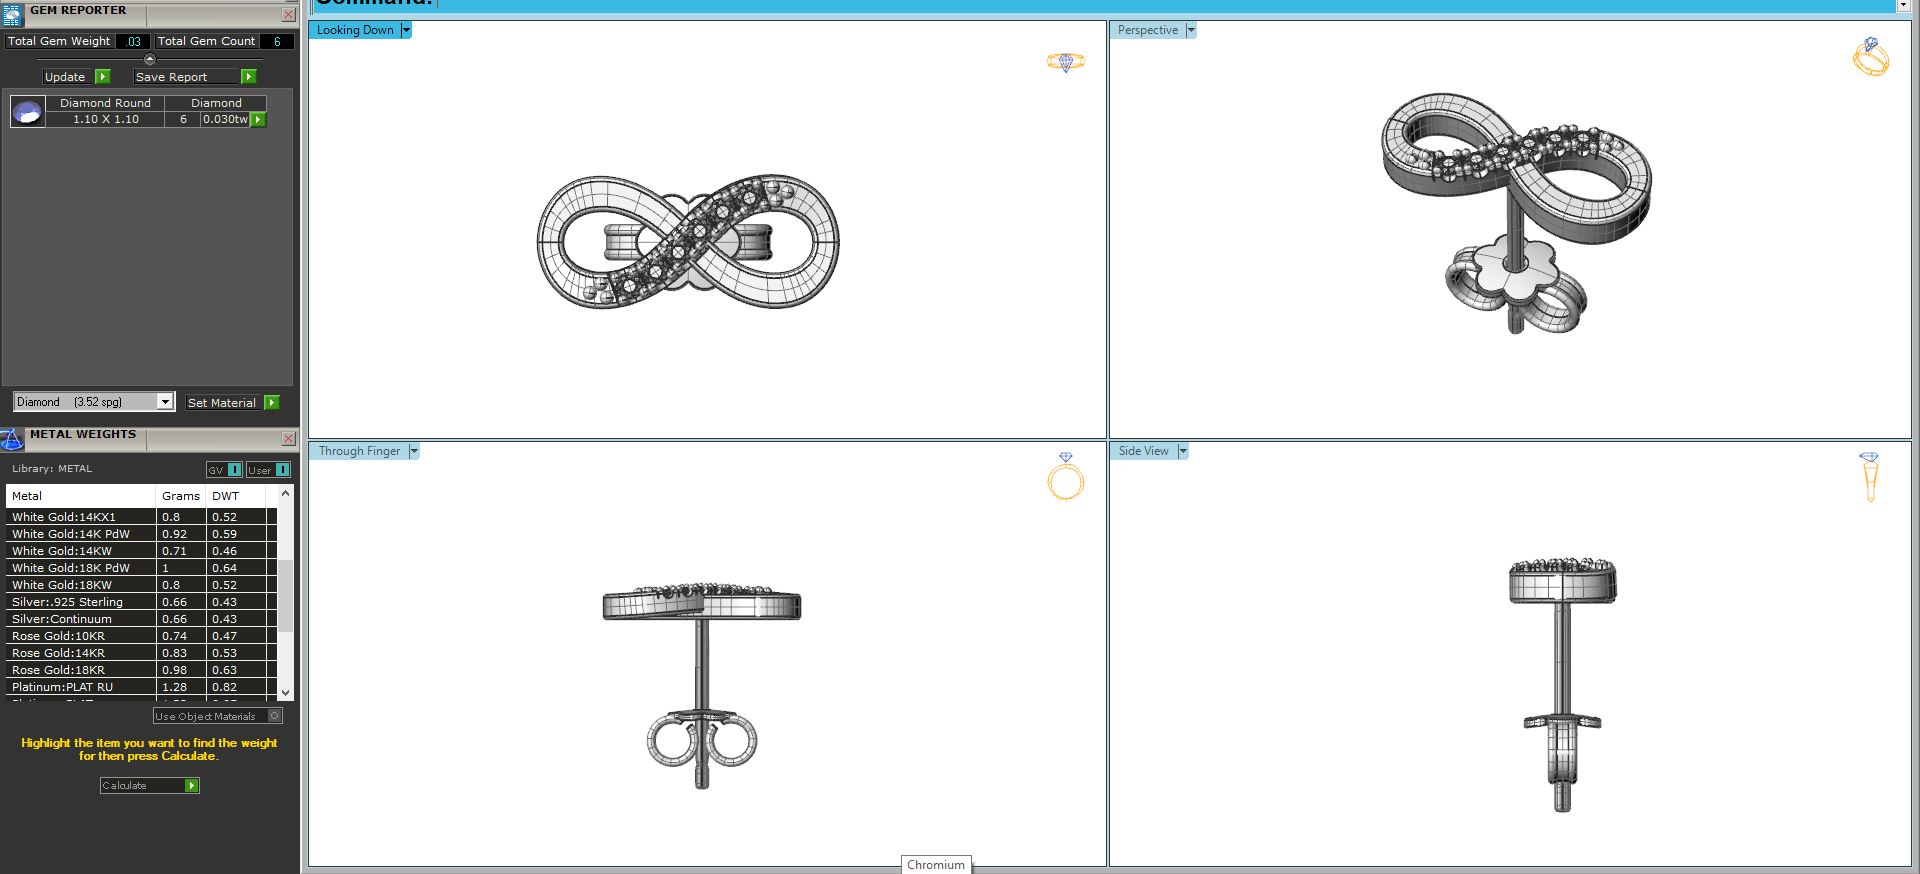 Command:
GEM REPORTER
Total Gem Weight .03 Total Gem Count 6
Update Save Report
Diamond Round Diamond
1.10 X 1.10 6 0.030tw
Diamond (3.52 spg) Set Material
METAL WEIGHTS
Library: METAL GV User
Metal Grams DWT
White Gold:14KX1 0.8 0.52
White Gold:14K PdW 0.92 0.59
White Gold:14KW 0.71 0.46
White Gold:18K PdW 1 0.64
White Gold:18KW 0.8 0.52
Silver:.925 Sterling 0.66 0.43
Silver:Continuum 0.66 0.43
Rose Gold:10KR 0.74 0.47
Rose Gold:14KR 0.83 0.53
Rose Gold:18KR 0.98 0.63
Platinum:PLAT RU 1.28 0.82
Use Object Materials
Highlight the item you want to find the weight
for then press Calculate.
Calculate
Looking Down
Perspective
Through Finger
Side View
Chromium